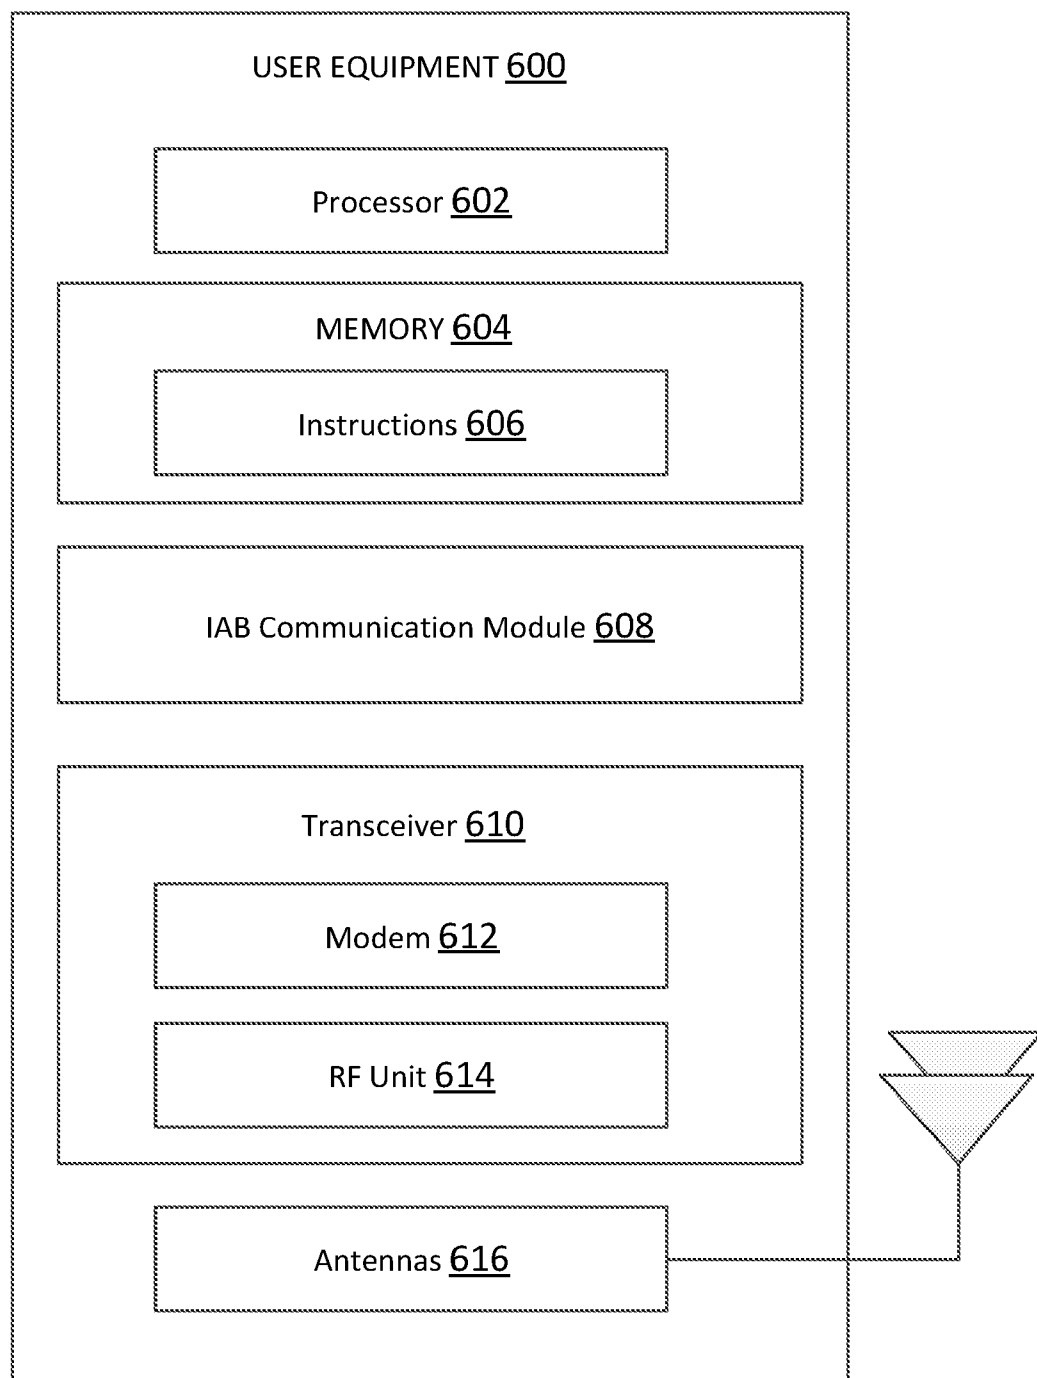 USER EQUIPMENT 600
Processor 602
MEMORY 604
Instructions 606
IAB Communication Module 608
Transceiver 610
Modem 612
RF Unit 614
Antennas 616